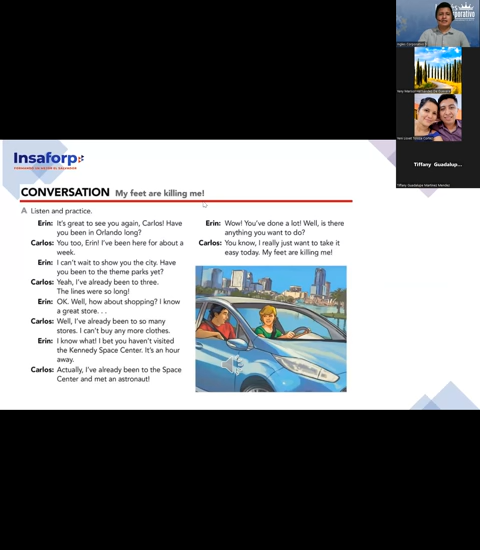 Insaforp
CONVERSATION My feet are killing me!
A Listen and practice.
Erin: It's great to see you again, Carlos! Have
you been in Orlando long?
Carlos: You too, Erin! I've been here for about a
week.
Erin: I can't wait to show you the city. Have
you been to the theme parks yet?
Carlos: Yeah, I've already been to three.
The lines were so long!
Erin: OK. Well, how about shopping? I know
a great store. . .
Carlos: Well, I've already been to so many
stores. I can't buy any more clothes.
Erin: I know what! I bet you haven't visited
the Kennedy Space Center. It's an hour
away.
Carlos: Actually, I've already been to the Space
Center and met an astronaut!
Erin: Wow! You've done a lot! Well, is there
anything you want to do?
Carlos: You know, I really just want to take it
easy today. My feet are killing me!
Tiffany Guadalup...
Tiffany Guadalupe Martinez Mendez